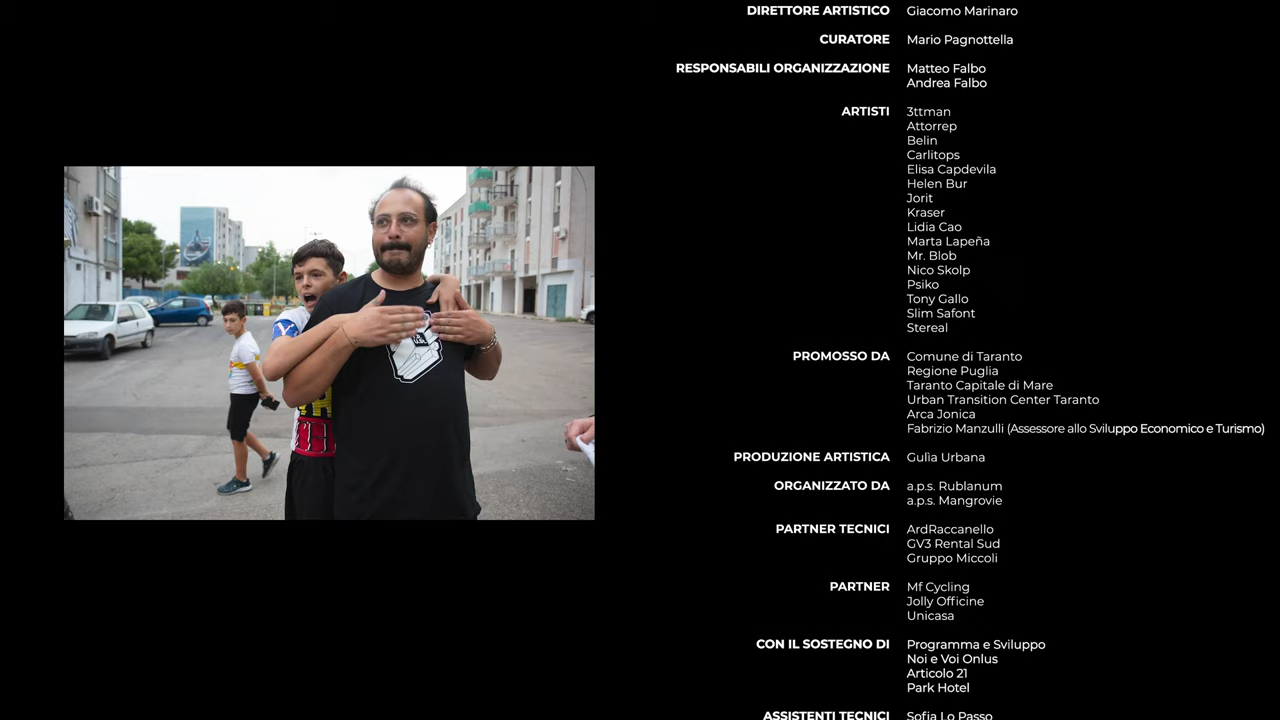 DIRETTORE ARTISTICO Giacomo Marinaro
CURATORE Mario Pagnottella
RESPONSABILI ORGANIZZAZIONE Matteo Falbo
Andrea Falbo
ARTISTI 3ttman
Attorrep
Belin
Carlitops
Elisa Capdevila
Helen Bur
Jorit
Kraser
Lidia Cao
Marta Lapeña
Mr. Blob
Nico Skolp
Psiko
Tony Gallo
Slim Safont
Stereal
PROMOSSO DA Comune di Taranto
Regione Puglia
Taranto Capitale di Mare
Urban Transition Center Taranto
Arca Jonica
Fabrizio Manzulli (Assessore allo Sviluppo Economico e Turismo)
PRODUZIONE ARTISTICA Gulìa Urbana
ORGANIZZATO DA a.p.s. Rublanum
a.p.s. Mangrovie
PARTNER TECNICI ArdRaccanello
GV3 Rental Sud
Gruppo Miccoli
PARTNER Mf Cycling
Jolly Officine
Unicasa
CON IL SOSTEGNO DI Programma e Sviluppo
Noi e Voi Onlus
Articolo 21
Park Hotel
ASSISTENTI TECNICI Sofia Lo Passo